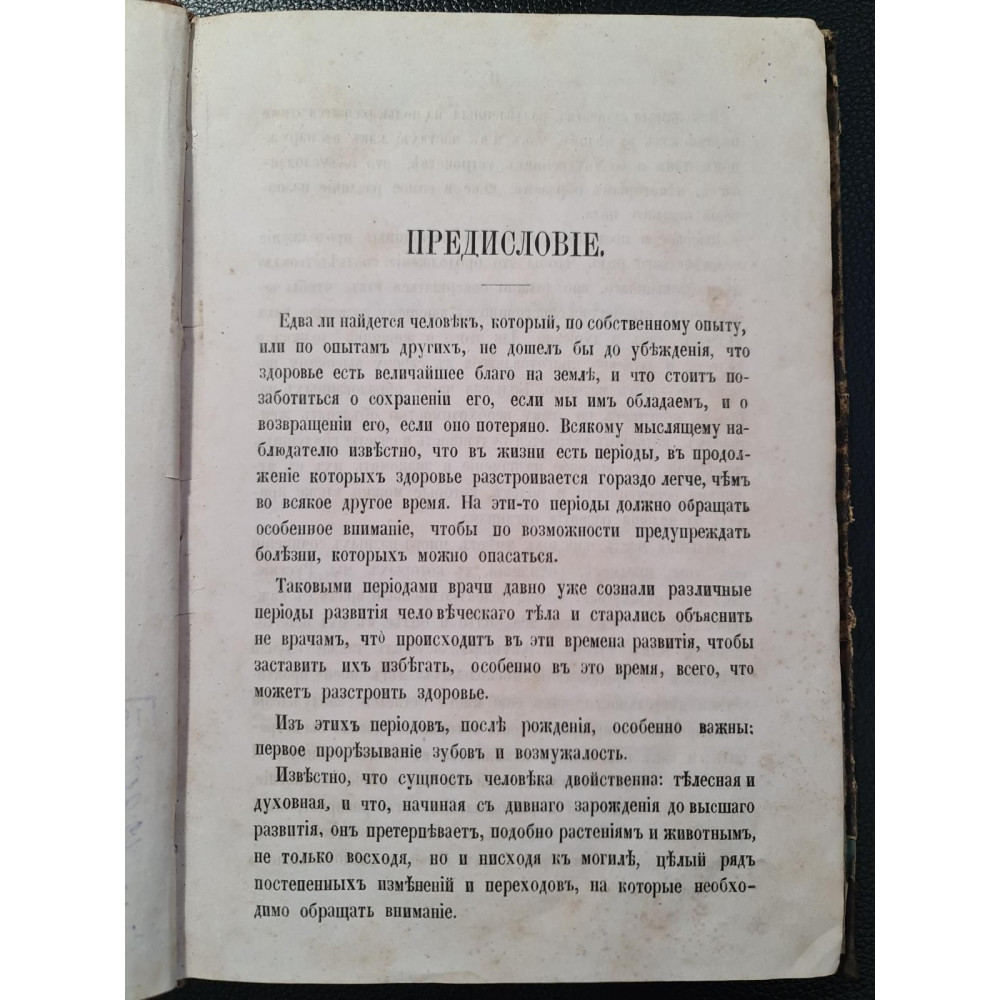 ПРЕДИСЛОВІЕ.
Едва ли найдется человѣкъ, который, по собственному опыту,
или по опытамъ другихъ, не дошелъ бы до убѣжденія, что
здоровье есть величайшее благо на землѣ, и что стоитъ по-
заботиться о сохраненіи его, если мы имъ обладаемъ, и о
возвращеніи его, если оно потеряно. Всякому мыслящему на-
блюдателю извѣстно, что въ жизни есть періоды, въ продол-
женіе которыхъ здоровье разстроивается гораздо легче, чѣмъ
во всякое другое время. На эти-то періоды должно обращать
особенное вниманіе, чтобы по возможности предупреждать
болѣзни, которыхъ можно опасаться.
Таковыми періодами врачи давно уже сознали различные
періоды развитія чело вѣческаго тѣла и старались объяснить
не врачамъ, что̀ происходитъ въ эти времена развитія, чтобы
заставить ихъ избѣгать, особенно въ это время, всего, что
можетъ разстроить здоровье.
Изъ этихъ періодовъ, послѣ рожденія, особенно важны:
первое прорѣзываніе зубовъ и возмужалость.
Извѣстно, что сущность человѣка двойственна: тѣлесная и
духовная, и что, начиная съ дивнаго зарожденія до высшаго
развитія, онъ претерпѣваетъ, подобно растеніямъ и животнымъ,
не только восходя, но и нисходя къ могилѣ, цѣлый рядъ
постепенныхъ измѣненій и переходовъ, на которые необхо-
димо обращать вниманіе.